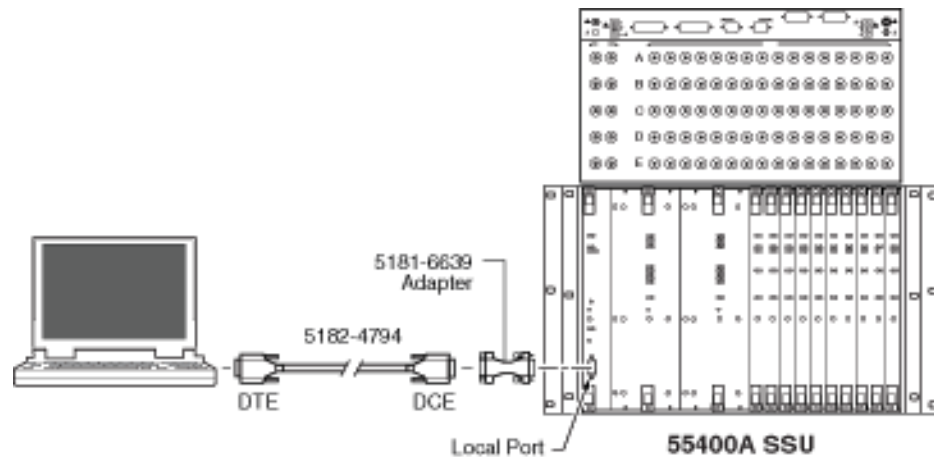 A
B
C
D
E
5181-6639
Adapter
5182-4794
DTE
DCE
Local Port
55400A SSU